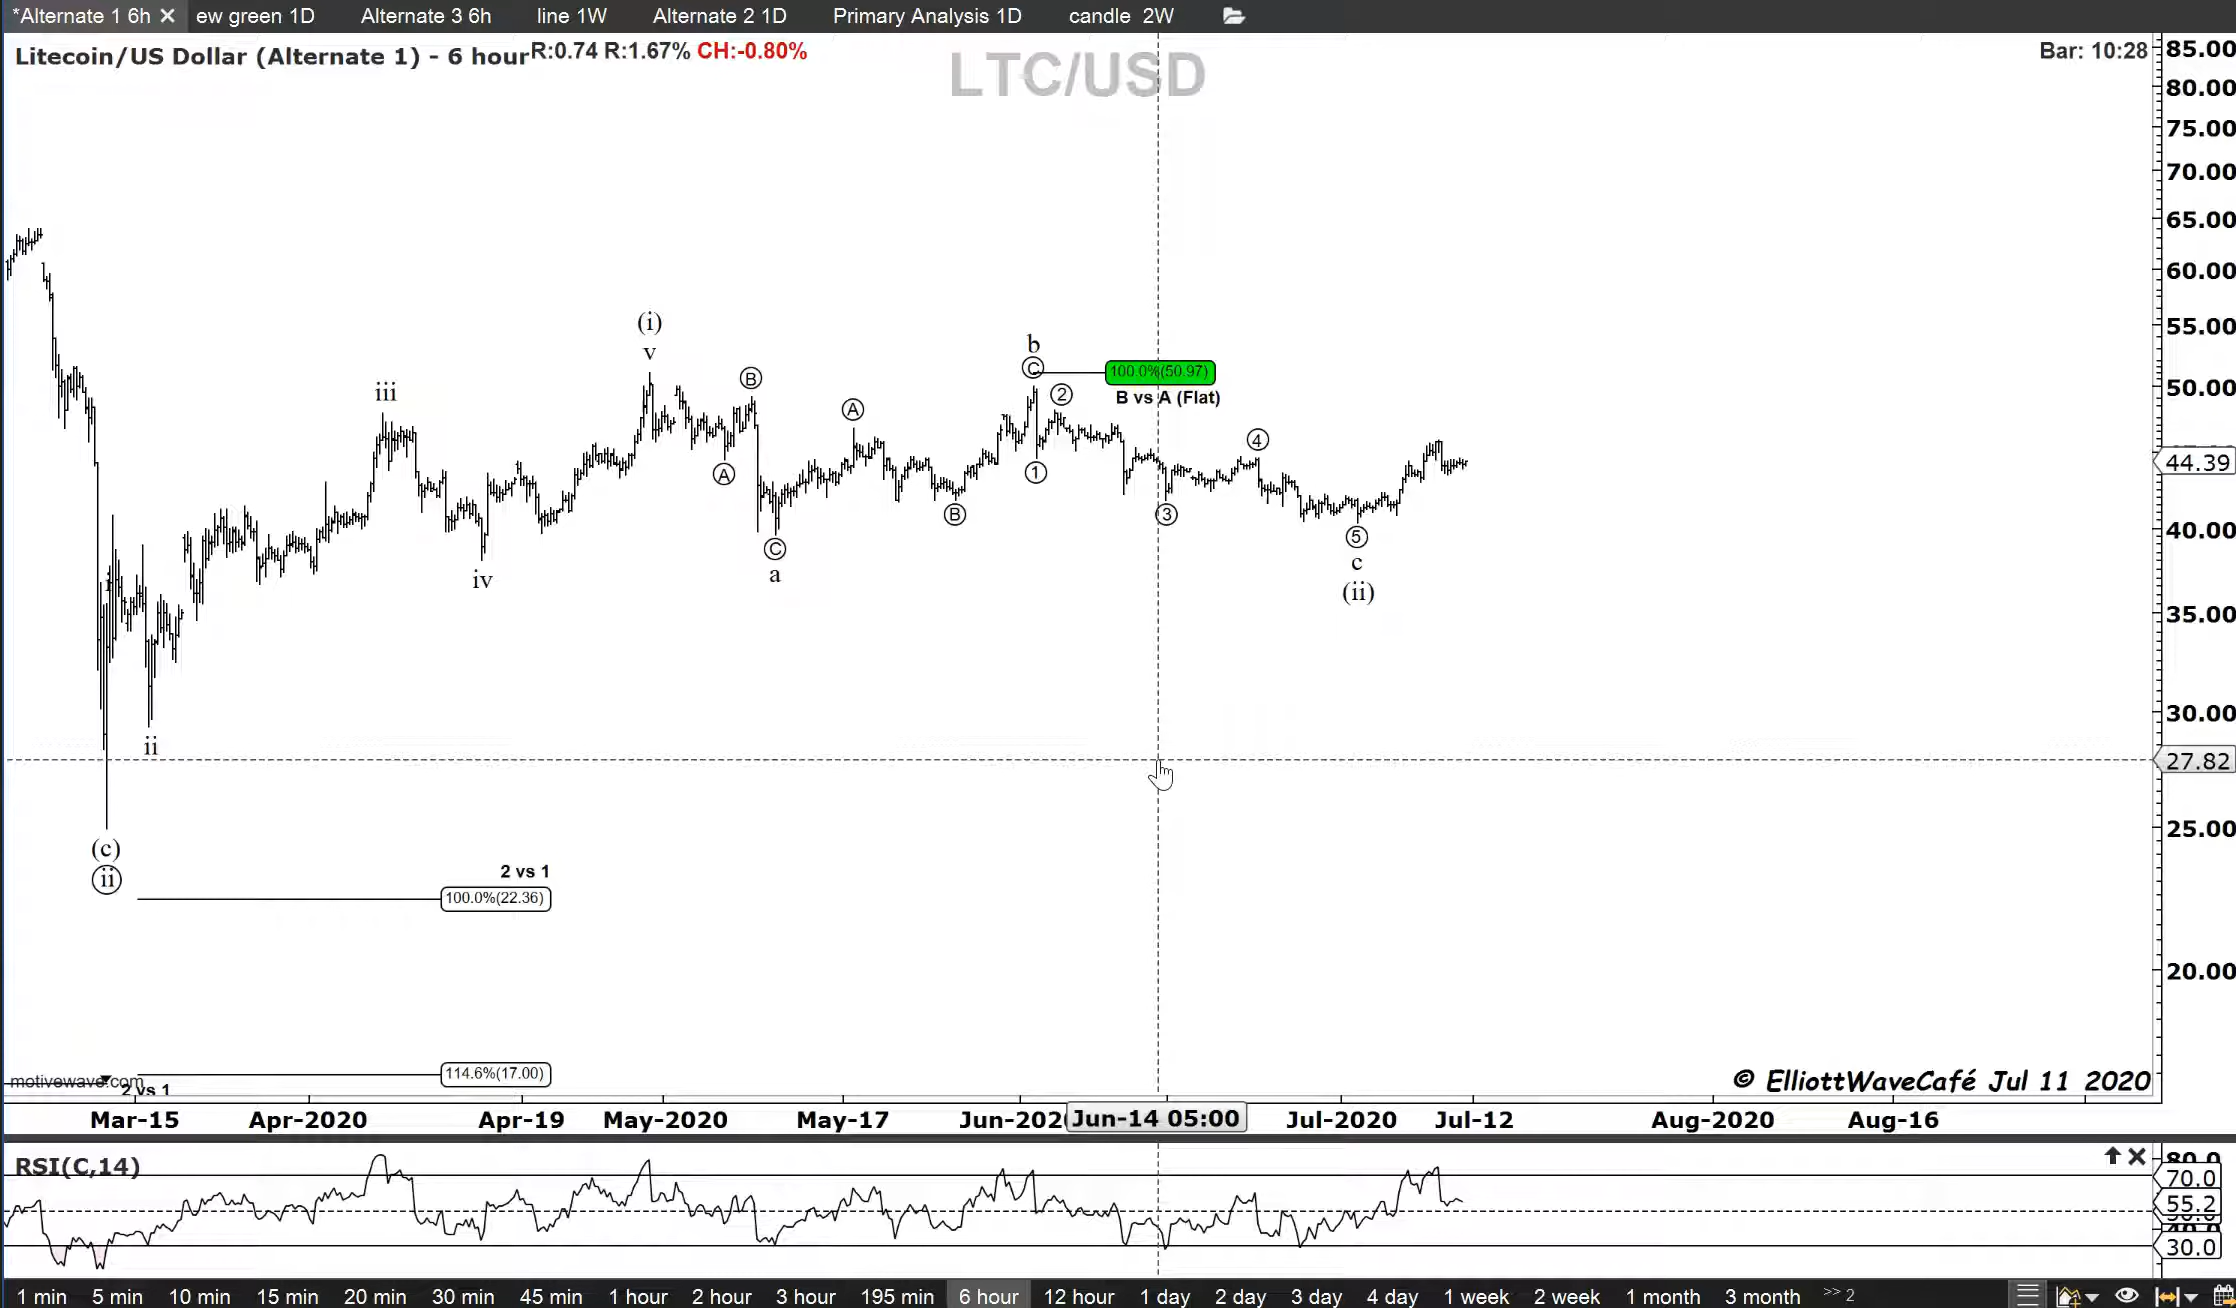 *Alternate 1 6h ✕ ew green 1D Alternate 3 6h line 1W Alternate 2 1D Primary Analysis 1D candle 2W
Litecoin/US Dollar (Alternate 1) - 6 hour R:0.74 R:1.67% CH:-0.80%
LTC/USD
Bar: 10:28
85.00
80.00
75.00
70.00
65.00
60.00
55.00
50.00
44.39
40.00
35.00
30.00
27.82
25.00
20.00
(i)
v
iii
iv
i
ii
(c)
ii
B
A
C
a
A
B
b
C
100.0%(50.97)
B vs A (Flat)
2
1
3
4
5
c
(ii)
2 vs 1
100.0%(22.36)
114.6%(17.00)
motivewave.com
2 vs 1
© ElliottWaveCafé Jul 11 2020
Mar-15 Apr-2020 Apr-19 May-2020 May-17 Jun-202 Jun-14 05:00 Jul-2020 Jul-12 Aug-2020 Aug-16
RSI(C,14)
80.0
70.0
55.2
30.0
1 min 5 min 10 min 15 min 20 min 30 min 45 min 1 hour 2 hour 3 hour 195 min 6 hour 12 hour 1 day 2 day 3 day 4 day 1 week 2 week 1 month 3 month >> 2